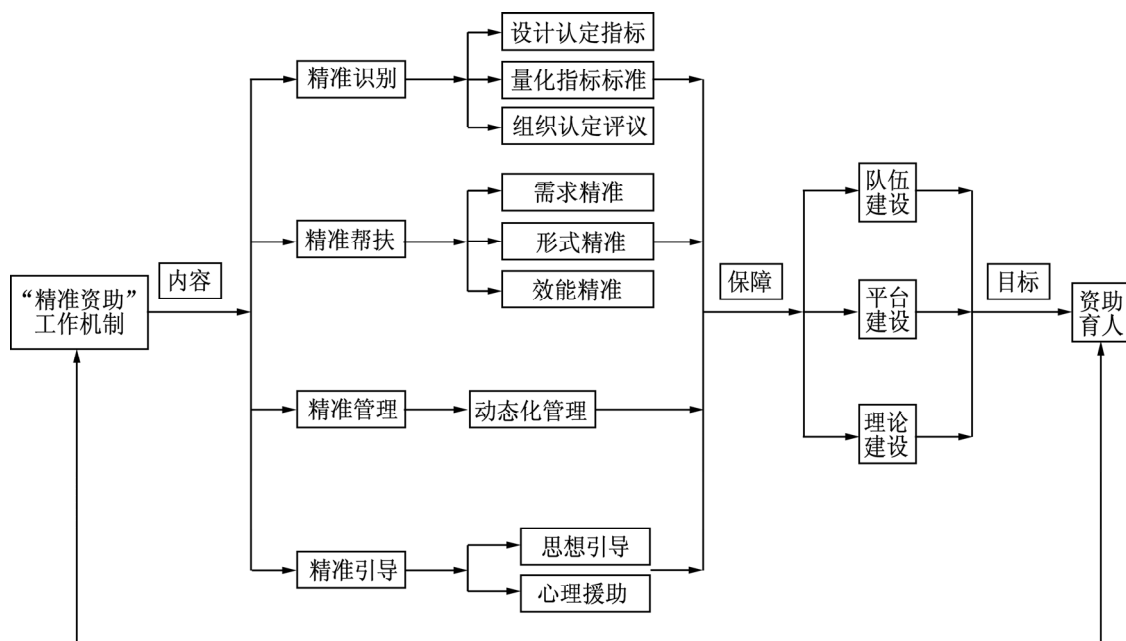 “精准资助”
工作机制
内容
精准识别
设计认定指标
量化指标标准
组织认定评议
精准帮扶
需求精准
形式精准
效能精准
精准管理
动态化管理
精准引导
思想引导
心理援助
保障
队伍
建设
平台
建设
理论
建设
目标
资助
育人